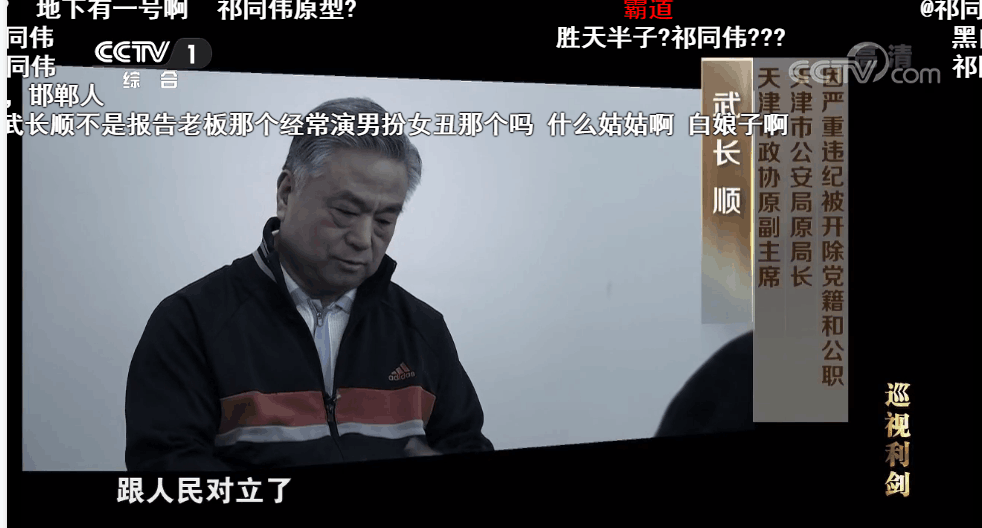 地下有一号啊
祁同伟原型?
霸道
@祁同
同伟
胜天半子?祁同伟???
黑
同伟
祁
，邯郸人
武长顺不是报告老板那个经常演男扮女丑那个吗
什么姑姑啊
白娘子啊
CCTV 1
综合
高清
CCTV.com
武长顺
因严重违纪被开除党籍和公职
天津市公安局原局长
天津市政协原副主席
adidas
巡视利剑
跟人民对立了